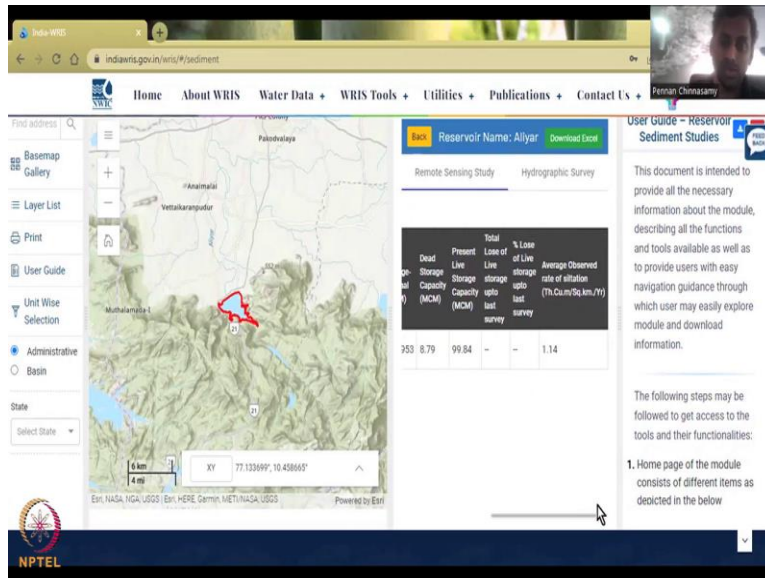 India-WRIS
indiawris.gov.in/wris/#/sediment
Pennan Chinnasamy
NWIC
Home About WRIS Water Data + WRIS Tools + Utilities + Publications + Contact Us +
Find address
Basemap
Gallery
Layer List
Print
User Guide
Unit Wise
Selection
Administrative
Basin
State
Select State
Pakodvalaya
Anaimalai
Vettaikaranpudur
Aliyar
Muthalamada-I
21
21
6 km
4 mi
XY 77.133699°, 10.458665°
Esri, NASA, NGA, USGS | Esri, HERE, Garmin, METI/NASA, USGS
Powered by Esri
Back Reservoir Name: Aliyar Download Excel
Remote Sensing Study Hydrographic Survey
Dead
Storage
Capacity
(MCM)
Present
Live
Storage
Capacity
(MCM)
Total
Lose of
Live
storage
upto
last
survey
% Lose
of Live
storage
upto
last
survey
Average Observed
rate of siltation
(Th.Cu.m/Sq.km./Yr)
953 8.79 99.84 – – 1.14
User Guide – Reservoir
Sediment Studies
FEED
BACK
This document is intended to
provide all the necessary
information about the module,
describing all the functions
and tools available as well as
to provide users with easy
navigation guidance through
which user may easily explore
module and download
information.
The following steps may be
followed to get access to the
tools and their functionalities:
1. Home page of the module
consists of different items as
depicted in the below
NPTEL